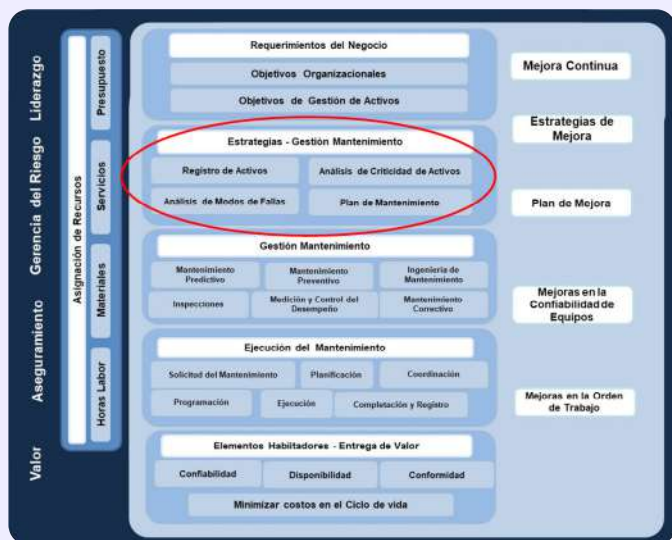 Liderazgo
Gerencia del Riesgo
Aseguramiento
Valor
Asignación de Recursos
Presupuesto
Servicios
Materiales
Horas Labor
Requerimientos del Negocio
Objetivos Organizacionales
Objetivos de Gestión de Activos
Estrategias - Gestión Mantenimiento
Registro de Activos
Análisis de Criticidad de Activos
Análisis de Modos de Fallas
Plan de Mantenimiento
Gestión Mantenimiento
Mantenimiento
Predictivo
Mantenimiento
Preventivo
Ingeniería de
Mantenimiento
Inspecciones
Medición y Control del
Desempeño
Mantenimiento
Correctivo
Ejecución del Mantenimiento
Solicitud del Mantenimiento
Planificación
Coordinación
Programación
Ejecución
Completación y Registro
Elementos Habilitadores - Entrega de Valor
Confiabilidad
Disponibilidad
Conformidad
Minimizar costos en el Ciclo de vida
Mejora Continua
Estrategias de
Mejora
Plan de Mejora
Mejoras en la
Confiabilidad de
Equipos
Mejoras en la Orden
de Trabajo